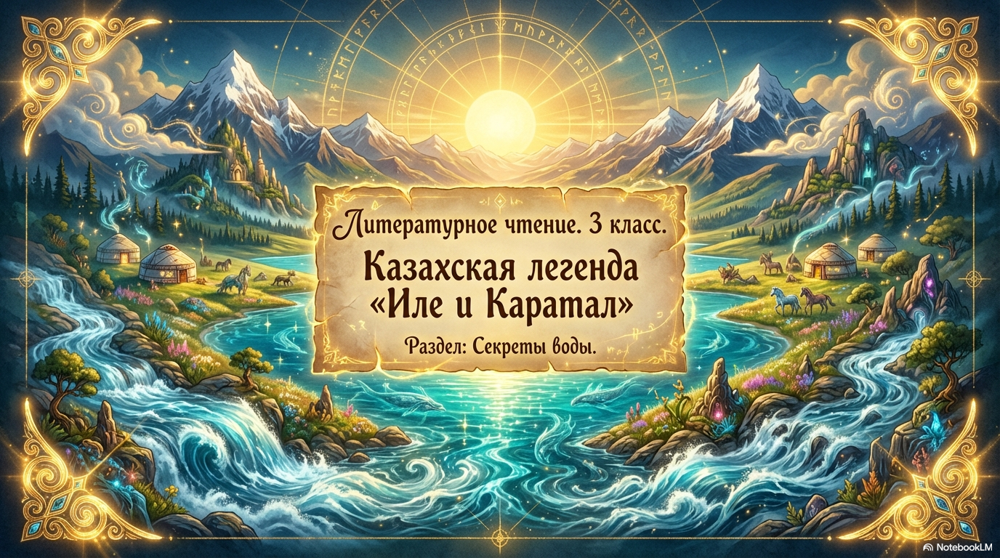 Литературное чтение. 3 класс.
Казахская легенда
«Иле и Каратал»
Раздел: Секреты воды.
NotebookLM